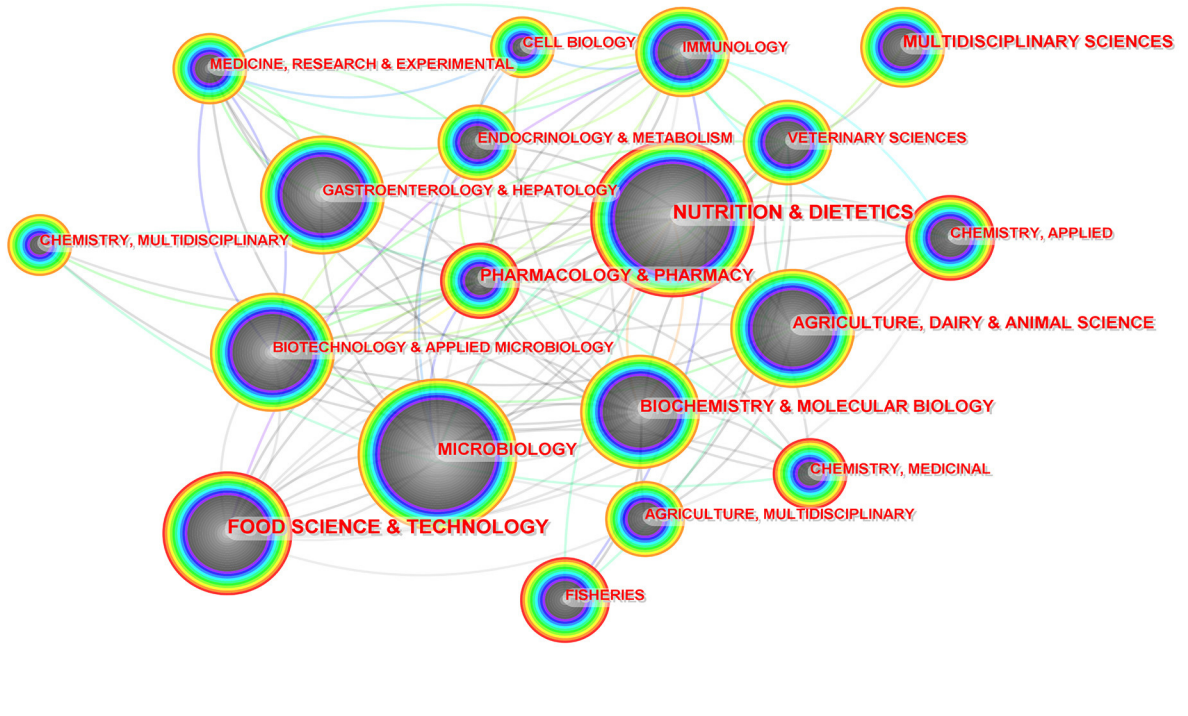 CELL BIOLOGY
MULTIDISCIPLINARY SCIENCES
IMMUNOLOGY
MEDICINE, RESEARCH & EXPERIMENTAL
ENDOCRINOLOGY & METABOLISM
VETERINARY SCIENCES
GASTROENTEROLOGY & HEPATOLOGY
NUTRITION & DIETETICS
CHEMISTRY, APPLIED
CHEMISTRY, MULTIDISCIPLINARY
PHARMACOLOGY & PHARMACY
AGRICULTURE, DAIRY & ANIMAL SCIENCE
BIOTECHNOLOGY & APPLIED MICROBIOLOGY
BIOCHEMISTRY & MOLECULAR BIOLOGY
MICROBIOLOGY
CHEMISTRY, MEDICINAL
AGRICULTURE, MULTIDISCIPLINARY
FOOD SCIENCE & TECHNOLOGY
FISHERIES